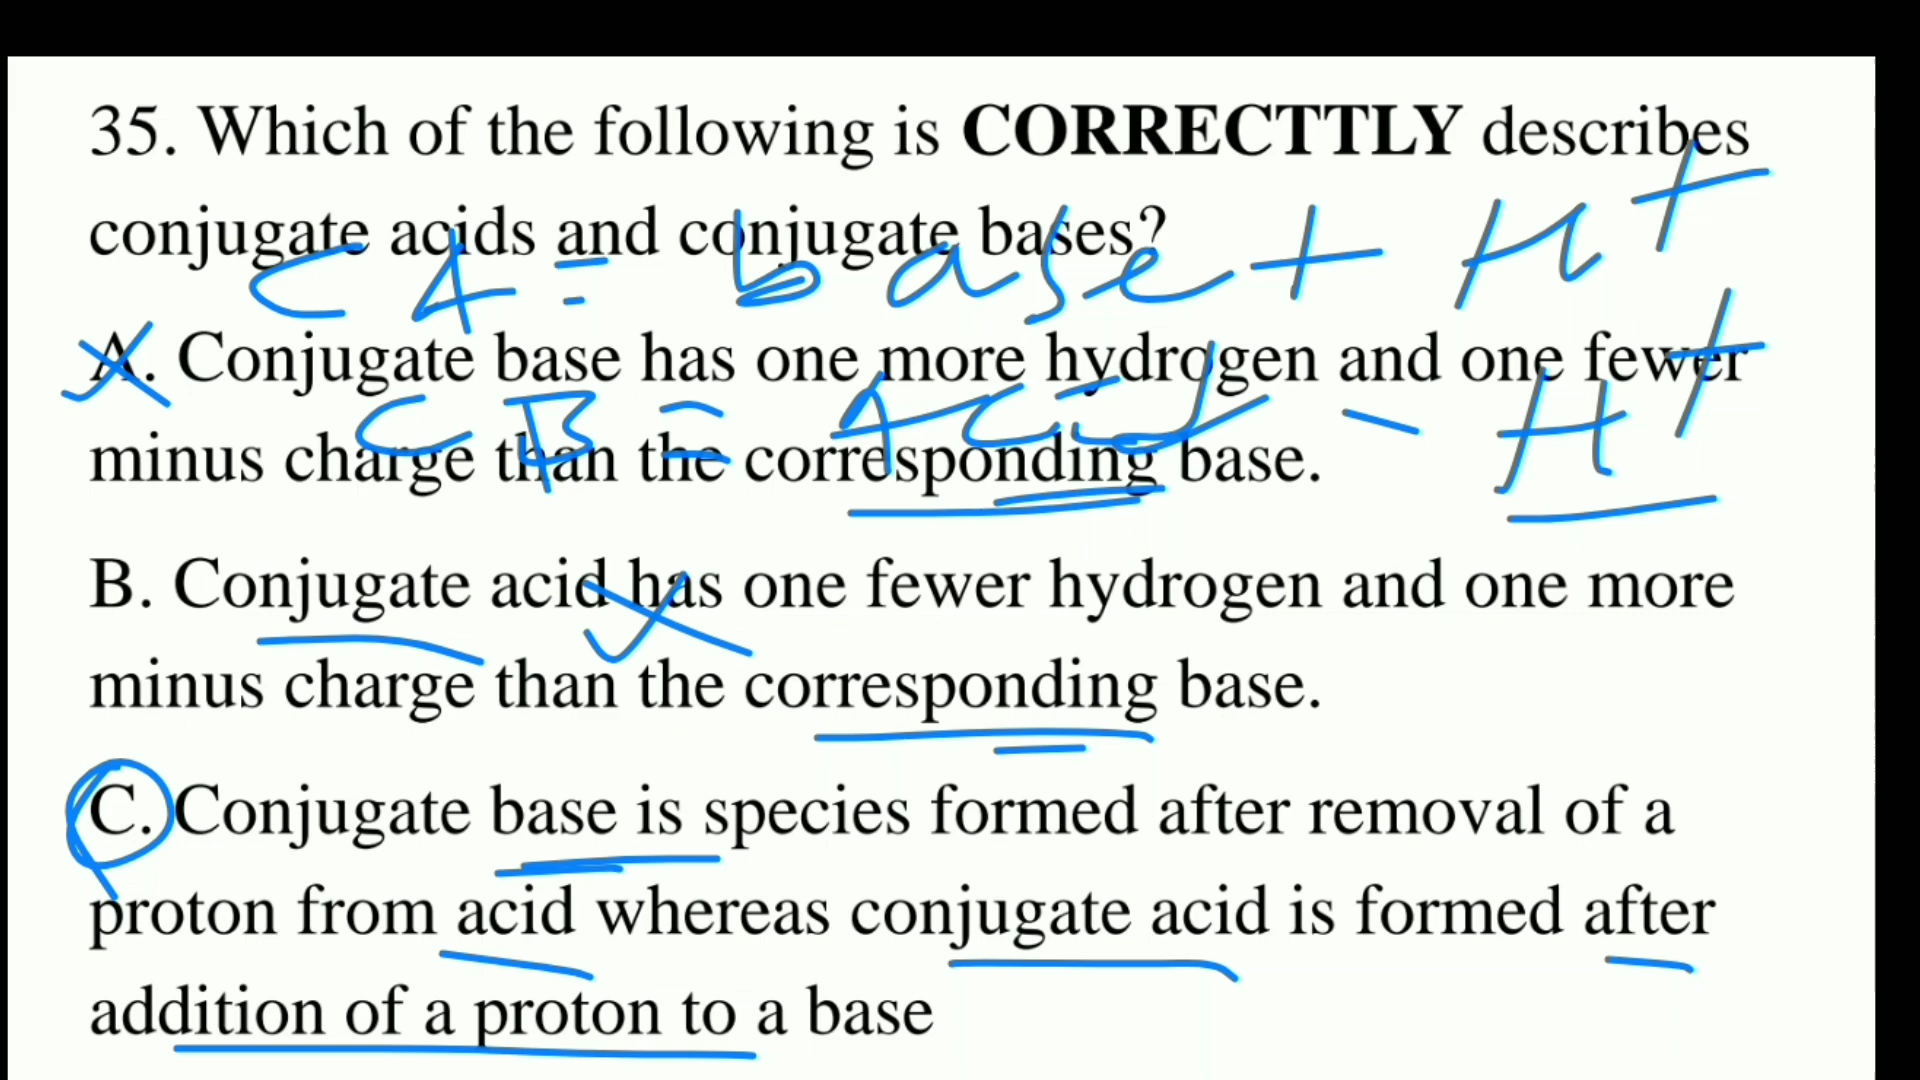 35. Which of the following is CORRECTTLY describes
conjugate acids and conjugate bases?
CA = base + H+
A. Conjugate base has one more hydrogen and one fewer
CB = Acid - H+
minus charge than the corresponding base.
B. Conjugate acid has one fewer hydrogen and one more
minus charge than the corresponding base.
C. Conjugate base is species formed after removal of a
proton from acid whereas conjugate acid is formed after
addition of a proton to a base